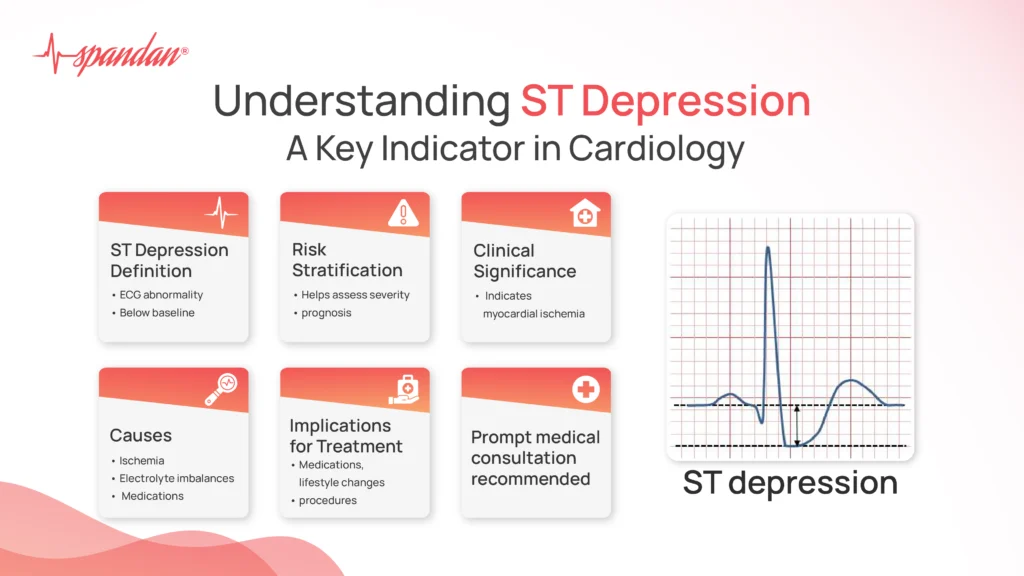 spandan®
Understanding ST Depression
A Key Indicator in Cardiology
ST Depression
Definition
• ECG abnormality
• Below baseline
Risk
Stratification
• Helps assess severity
• prognosis
Clinical
Significance
• Indicates
myocardial ischemia
Causes
• Ischemia
• Electrolyte imbalances
• Medications
Implications
for Treatment
• Medications,
lifestyle changes
• procedures
Prompt medical
consultation
recommended
ST depression